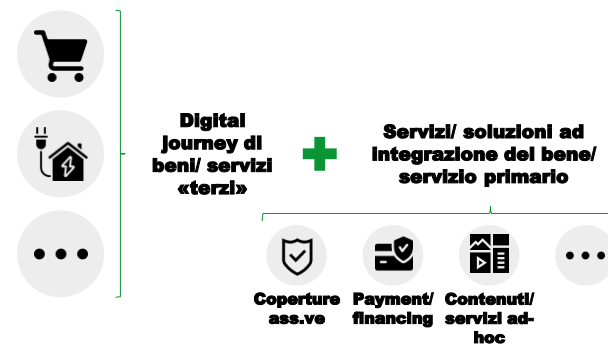 Digital
journey di
beni/ servizi
«terzi»
Servizi/ soluzioni ad
integrazione del bene/
servizio primario
Coperture
ass.ve
Payment/
financing
Contenuti/
servizi ad-
hoc